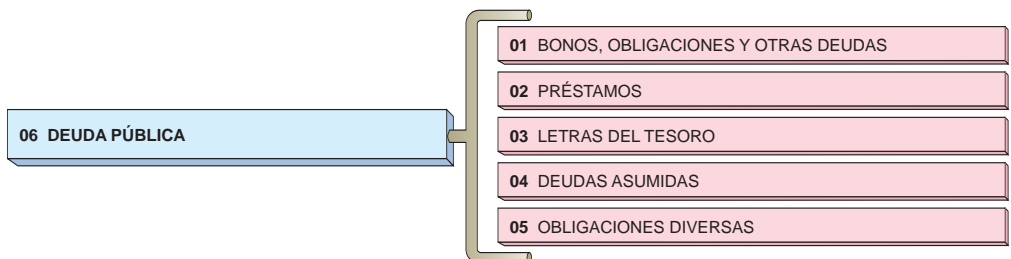 06 DEUDA PÚBLICA
01 BONOS, OBLIGACIONES Y OTRAS DEUDAS
02 PRÉSTAMOS
03 LETRAS DEL TESORO
04 DEUDAS ASUMIDAS
05 OBLIGACIONES DIVERSAS